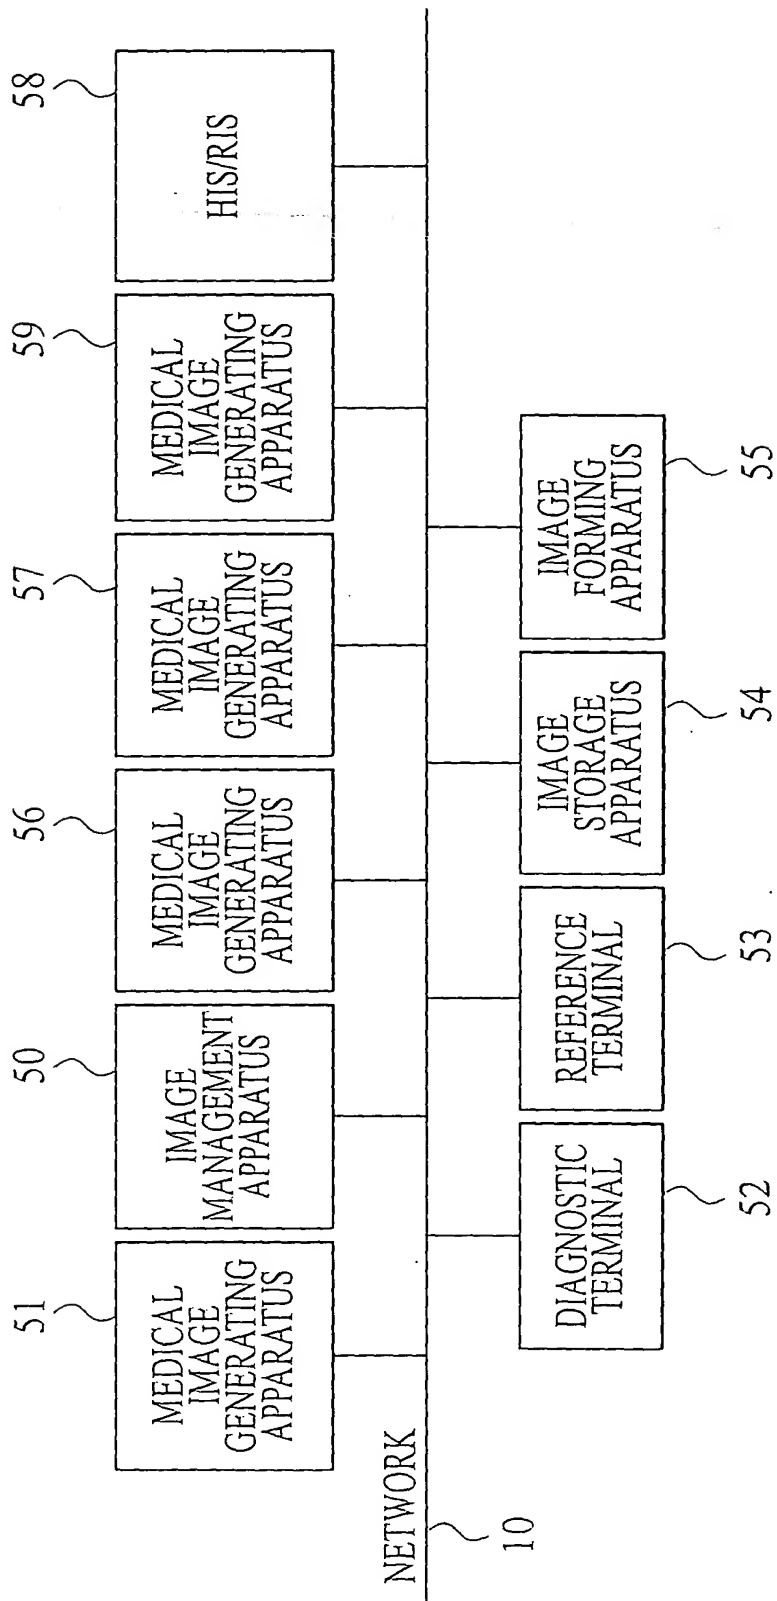 51
50
56
57
59
58
MEDICAL
IMAGE
GENERATING
APPARATUS
IMAGE
MANAGEMENT
APPARATUS
MEDICAL
IMAGE
GENERATING
APPARATUS
MEDICAL
IMAGE
GENERATING
APPARATUS
MEDICAL
IMAGE
GENERATING
APPARATUS
HIS/RIS
NETWORK
10
DIAGNOSTIC
TERMINAL
REFERENCE
TERMINAL
IMAGE
STORAGE
APPARATUS
IMAGE
FORMING
APPARATUS
52
53
54
55